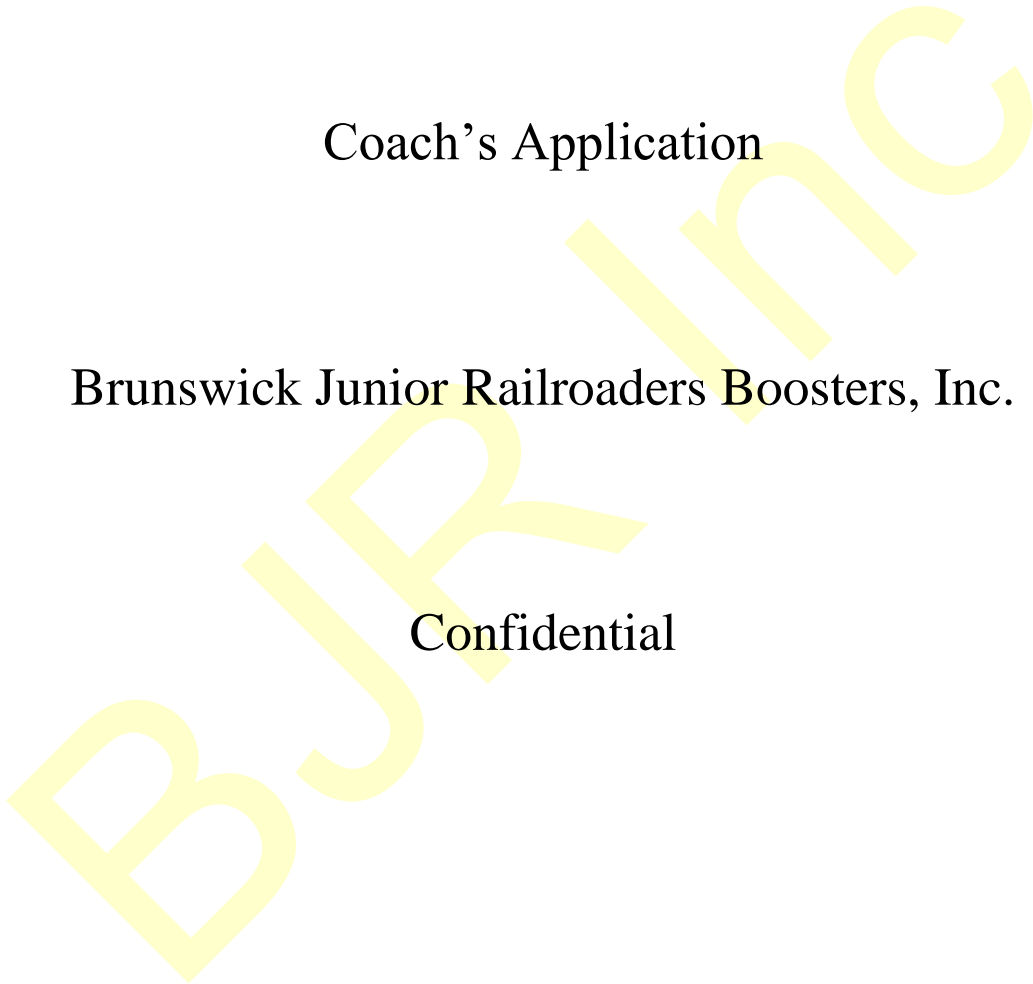 Coach’s Application
Brunswick Junior Railroaders Boosters, Inc.
Confidential
BJR Inc